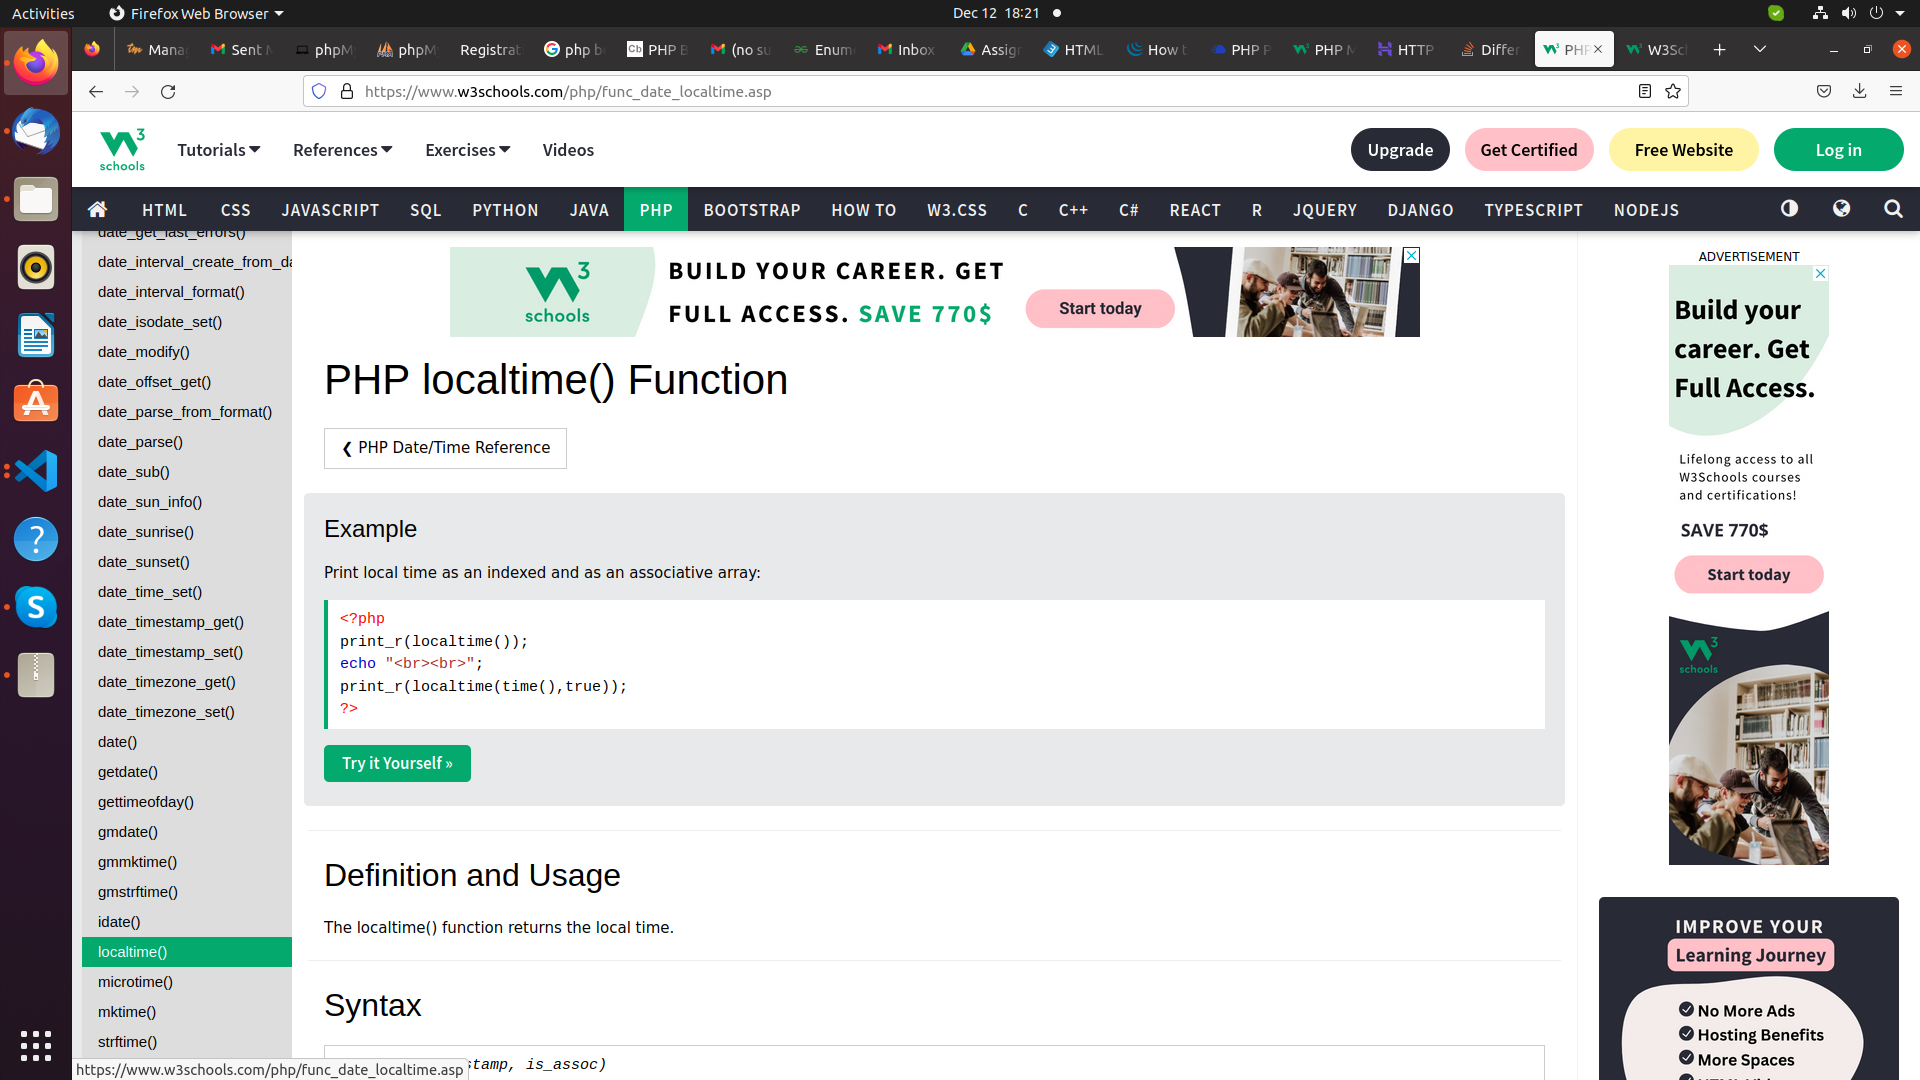 Activities
Firefox Web Browser
Dec 12 18:21
Mana
Sent M
phpM
phpM
Registrat
php b
Cb
PHP B
(no su
Enum
Inbox
Assig
HTML
How t
PHP P
PHP M
HTTP
Differ
PHP
W3Sc
https://www.w3schools.com/php/func_date_localtime.asp
3
schools
Tutorials
References
Exercises
Videos
Upgrade
Get Certified
Free Website
Log in
HTML
CSS
JAVASCRIPT
SQL
PYTHON
JAVA
PHP
BOOTSTRAP
HOW TO
W3.CSS
C
C++
C#
REACT
R
JQUERY
DJANGO
TYPESCRIPT
NODEJS
date_get_last_errors()
date_interval_create_from_da
date_interval_format()
date_isodate_set()
date_modify()
date_offset_get()
date_parse_from_format()
date_parse()
date_sub()
date_sun_info()
date_sunrise()
date_sunset()
date_time_set()
date_timestamp_get()
date_timestamp_set()
date_timezone_get()
date_timezone_set()
date()
getdate()
gettimeofday()
gmdate()
gmmktime()
gmstrftime()
idate()
localtime()
microtime()
mktime()
strftime()
https://www.w3schools.com/php/func_date_localtime.asp
3
schools
BUILD YOUR CAREER. GET
FULL ACCESS. SAVE 770$
Start today
PHP localtime() Function
❮ PHP Date/Time Reference
Example
Print local time as an indexed and as an associative array:
<?php
print_r(localtime());
echo "<br><br>";
print_r(localtime(time(),true));
?>
Try it Yourself »
Definition and Usage
The localtime() function returns the local time.
Syntax
stamp, is_assoc)
ADVERTISEMENT
Build your
career. Get
Full Access.
Lifelong access to all
W3Schools courses
and certifications!
SAVE 770$
Start today
3
schools
IMPROVE YOUR
Learning Journey
No More Ads
Hosting Benefits
More Spaces